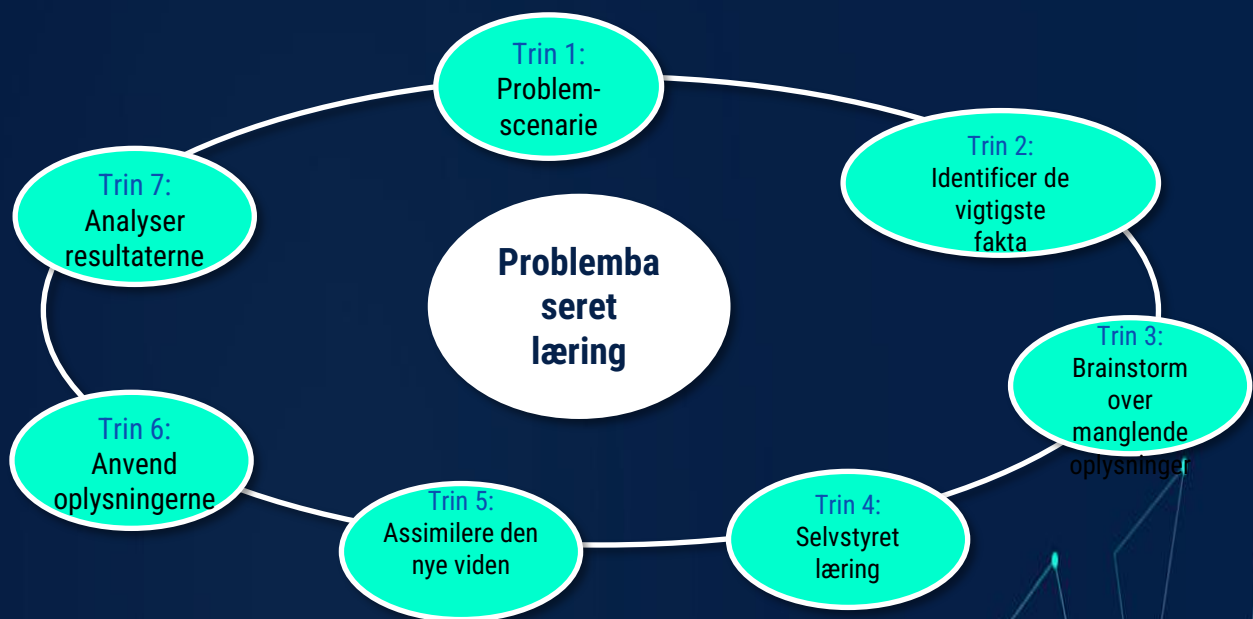 Trin 1:
Problem-
scenarie
Trin 2:
Identificer de
vigtigste
fakta
Trin 3:
Brainstorm
over
manglende
oplysninger
Trin 4:
Selvstyret
læring
Trin 5:
Assimilere den
nye viden
Trin 6:
Anvend
oplysningerne
Trin 7:
Analyser
resultaterne
Problemba
seret
læring